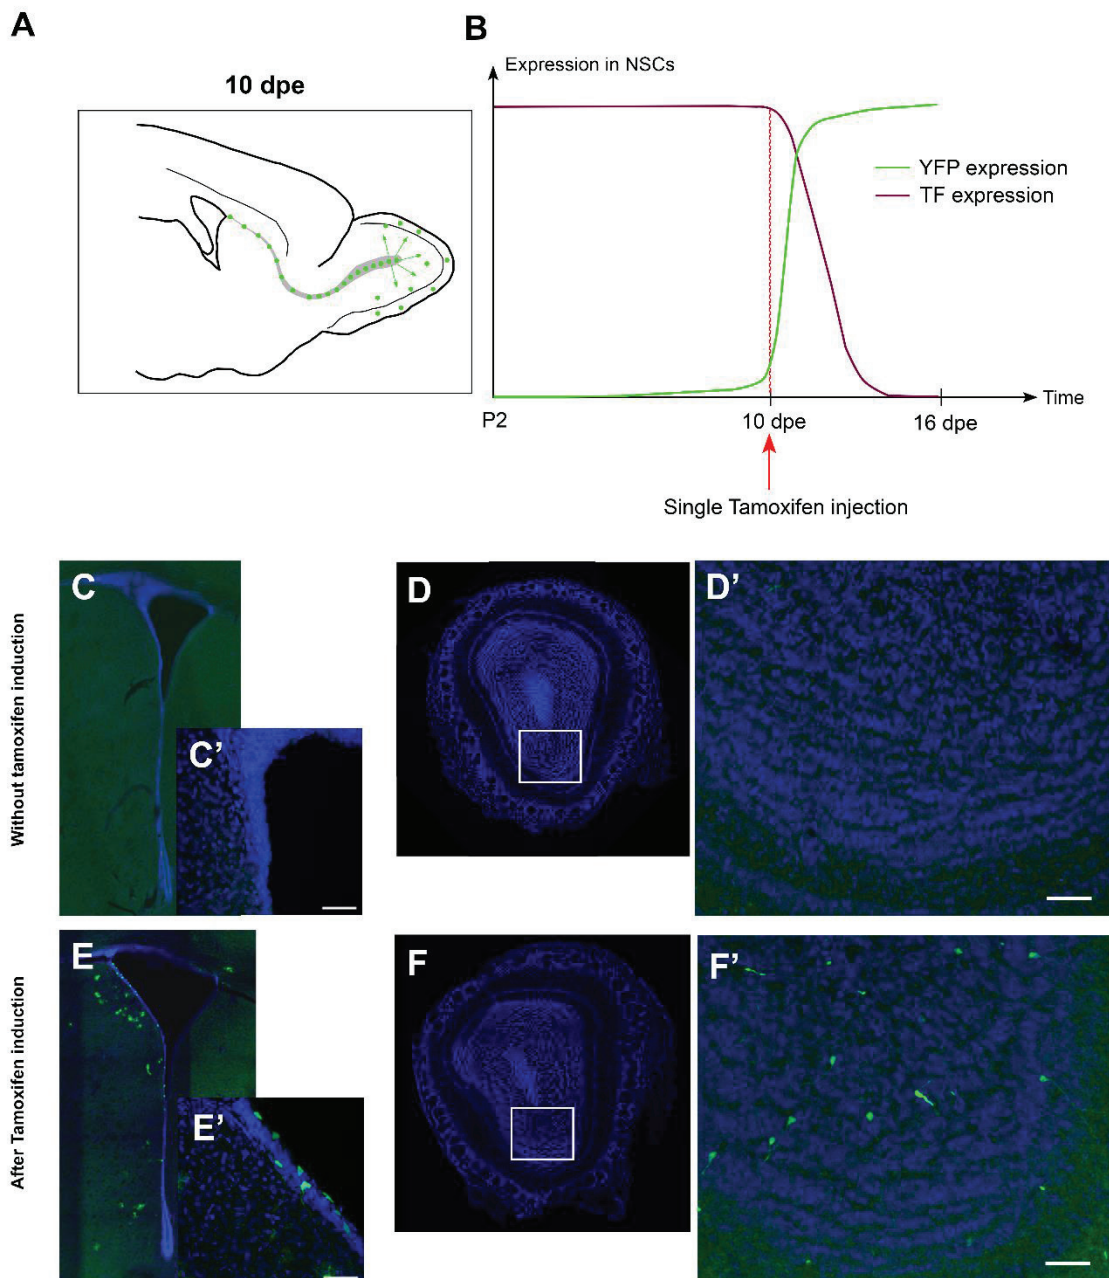 A
B
10 dpe
Expression in NSCs
YFP expression
TF expression
Time
P2
10 dpe
16 dpe
Single Tamoxifen injection
Without tamoxifen induction
C
C’
D
D’
After Tamoxifen induction
E
E’
F
F’